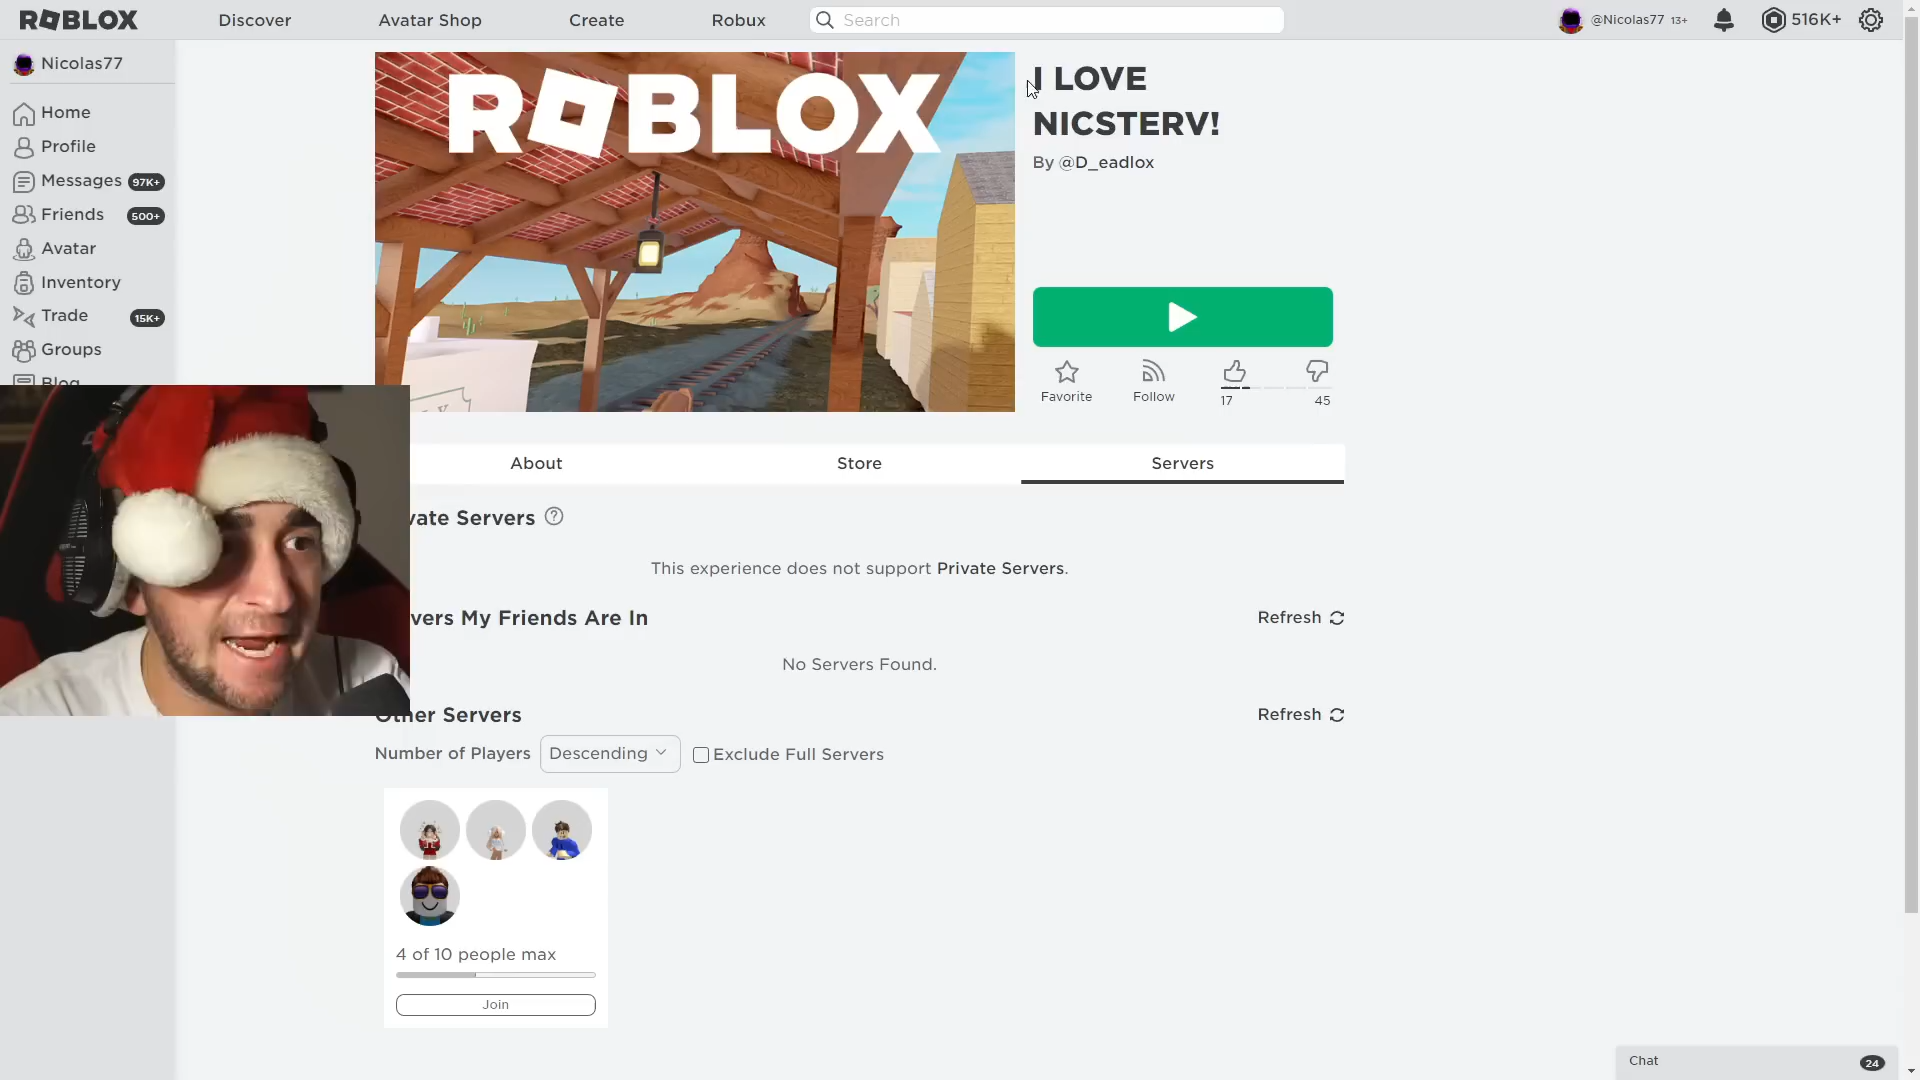 ROBLOX
Discover
Avatar Shop
Create
Robux
Search
@Nicolas77 13+
516K+
Nicolas77
Home
Profile
Messages 97K+
Friends 500+
Avatar
Inventory
Trade 15K+
Groups
Blog
ROBLOX
I LOVE
NICSTERV!
By @D_eadlox
Favorite
Follow
17
45
About
Store
Servers
vate Servers
This experience does not support Private Servers.
vers My Friends Are In
Refresh
No Servers Found.
Other Servers
Refresh
Number of Players
Descending
Exclude Full Servers
4 of 10 people max
Join
Chat
24